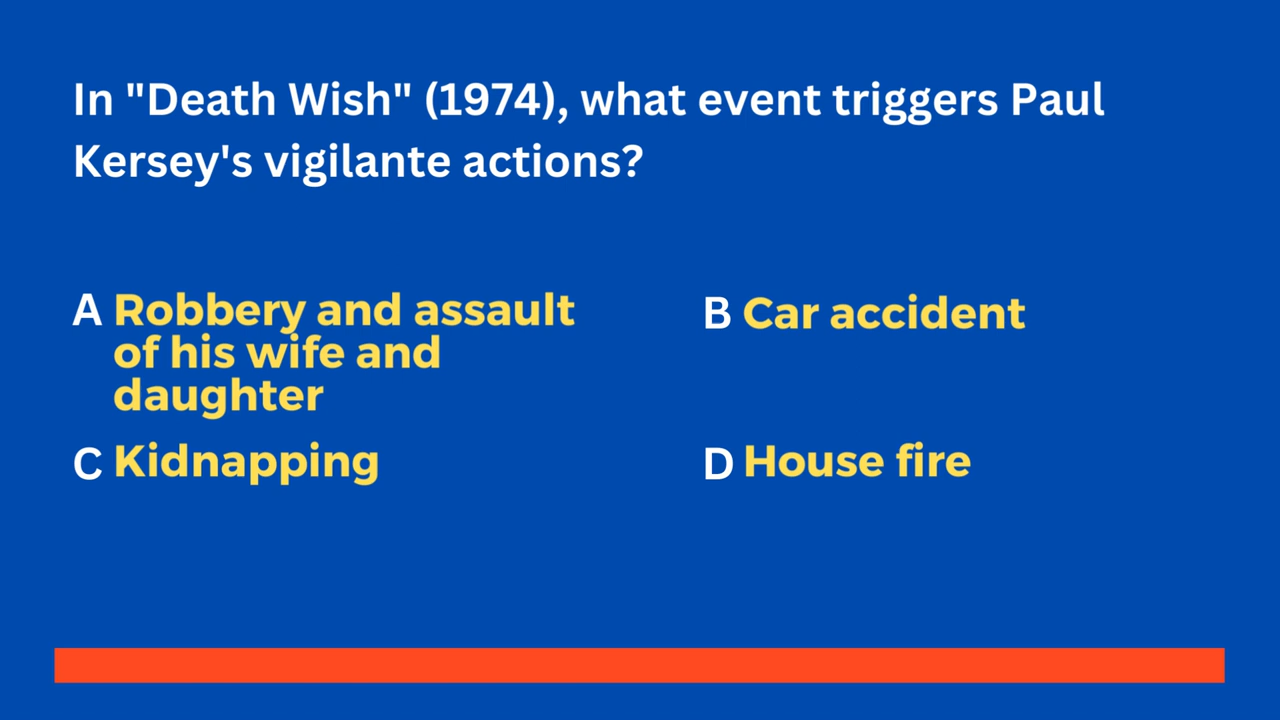 In "Death Wish" (1974), what event triggers Paul
Kersey's vigilante actions?
A Robbery and assault
of his wife and
daughter
B Car accident
C Kidnapping
D House fire